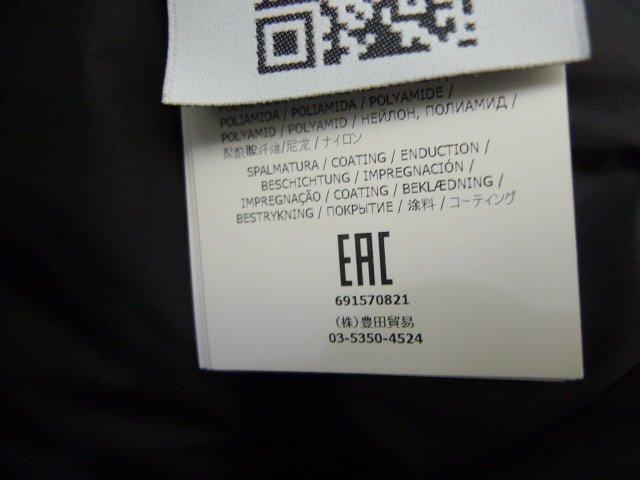 POLIAMIDA / POLIAMIDA / POLYAMIDE /
POLYAMID / POLYAMID / НЕЙЛОН, ПОЛИАМИД /
聚酰胺纤维/尼龙 / ナイロン
SPALMATURA / COATING / ENDUCTION /
BESCHICHTUNG / IMPREGNACIÓN /
IMPREGNAÇÃO / COATING / BEKLÆDNING /
BESTRYKNING / ПОКРЫТИЕ / 涂料 / コーティング
EAC
691570821
(株)豊田貿易
03-5350-4524